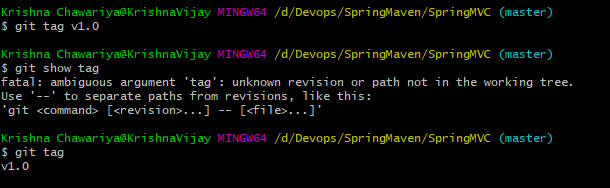 Krishna Chawariya@KrishnaVijay MINGW64 /d/Devops/SpringMaven/SpringMVC (master)
$ git tag v1.0
Krishna Chawariya@KrishnaVijay MINGW64 /d/Devops/SpringMaven/SpringMVC (master)
$ git show tag
fatal: ambiguous argument 'tag': unknown revision or path not in the working tree.
Use '--' to separate paths from revisions, like this:
'git <command> [<revision>...] -- [<file>...]'
Krishna Chawariya@KrishnaVijay MINGW64 /d/Devops/SpringMaven/SpringMVC (master)
$ git tag
v1.0